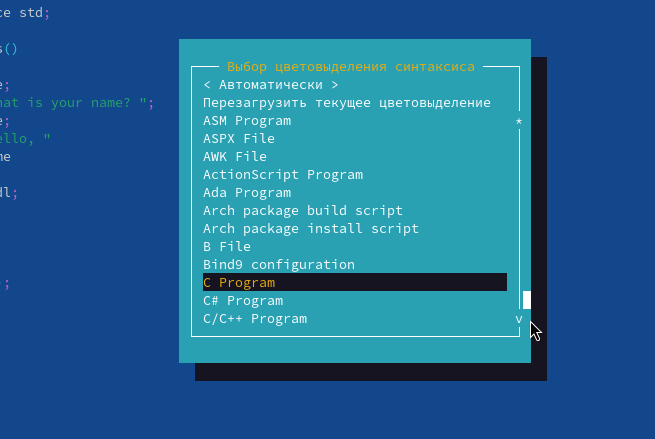 ce std;
s()
Выбор цветовыделения синтаксиса
e;
< Автоматически >
hat is your name? ";
Перезагрузить текущее цветовыделение
e;
ASM Program
*
ello, "
ASPX File
me
AWK File
ActionScript Program
dl;
Ada Program
Arch package build script
Arch package install script
B File
Bind9 configuration
;
C Program
C# Program
C/C++ Program
v